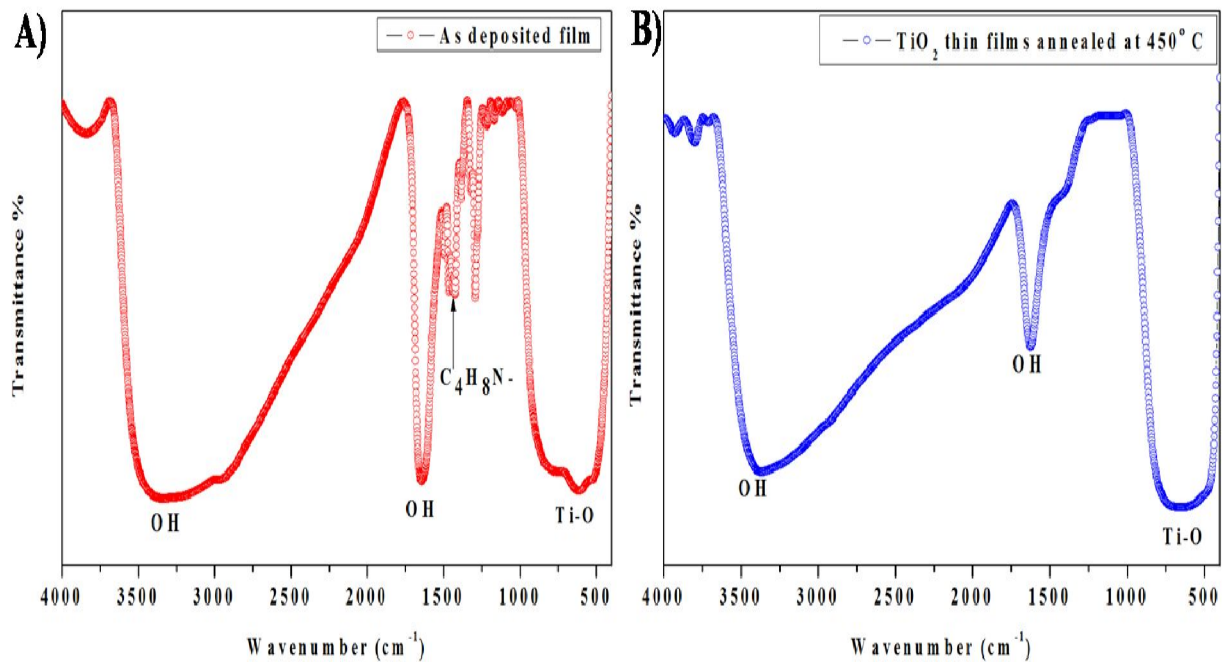 A)
As deposited film
Transmittance %
OH
OH
C₄H₈N-
Ti-O
4000 3500 3000 2500 2000 1500 1000 500
Wavenumber (cm⁻¹)
B)
TiO₂ thin films annealed at 450° C
Transmittance %
OH
OH
Ti-O
4000 3500 3000 2500 2000 1500 1000 500
Wavenumber (cm⁻¹)